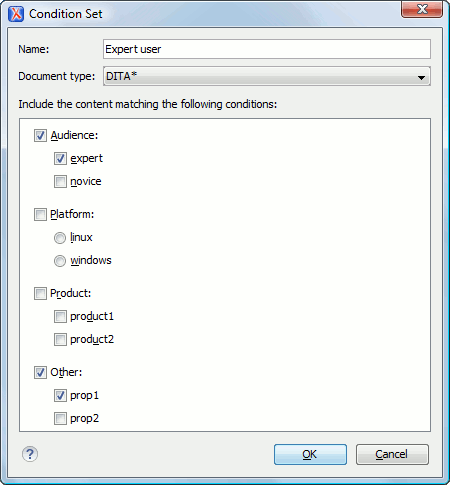 Condition Set
Name: Expert user
Document type: DITA*
Include the content matching the following conditions:
Audience:
expert
novice
Platform:
linux
windows
Product:
product1
product2
Other:
prop1
prop2
? OK Cancel